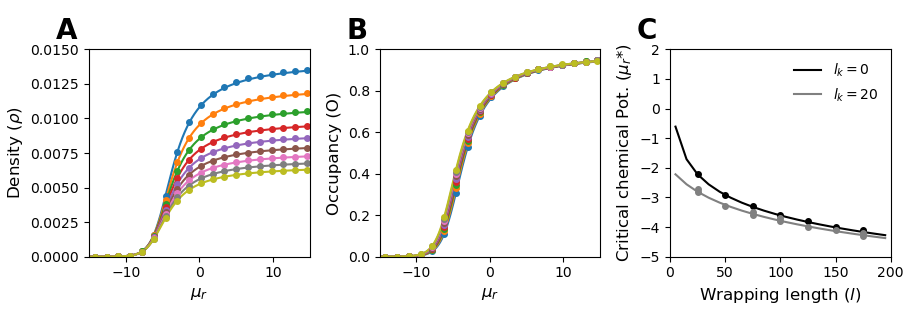 A
B
C
0.0150
0.0125
0.0100
0.0075
0.0050
0.0025
0.0000
Density (ρ)
−10
0
10
μr
1.0
0.8
0.6
0.4
0.2
0.0
Occupancy (O)
−10
0
10
μr
2
1
0
−1
−2
−3
−4
−5
Critical chemical Pot. (μr*)
lk = 0
lk = 20
0
50
100
150
200
Wrapping length (l)